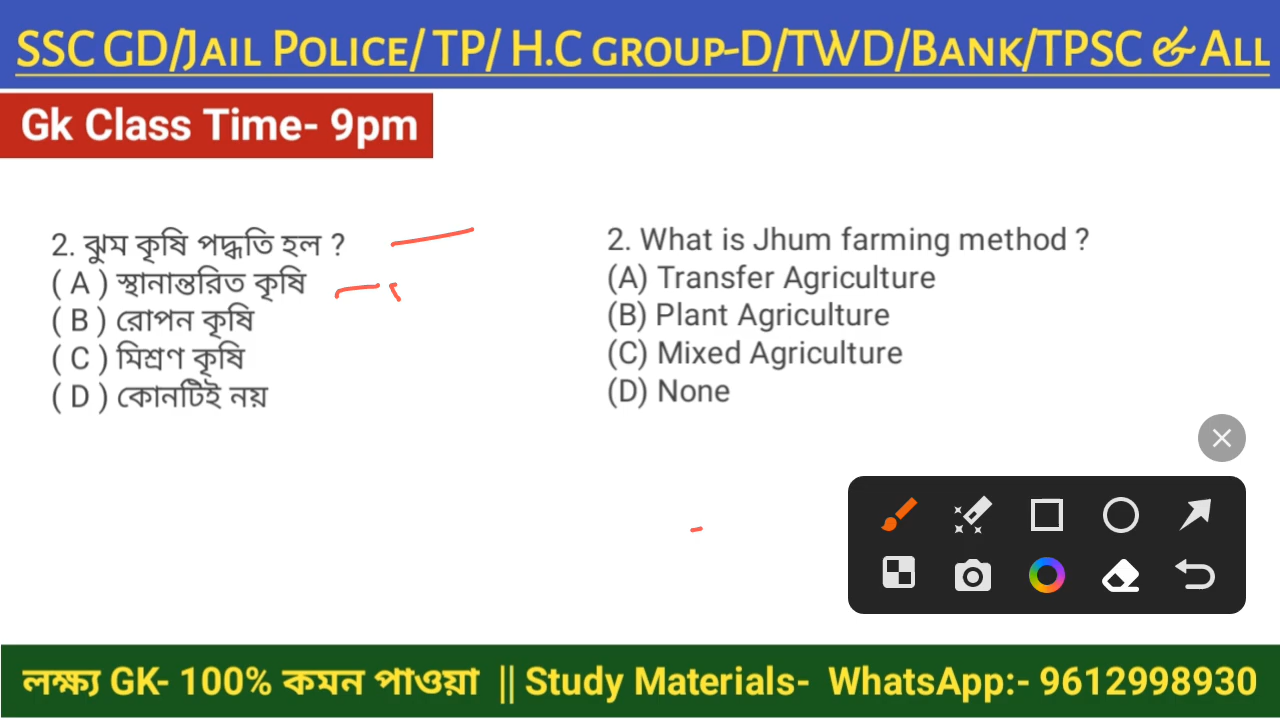 SSC GD/Jail Police/ TP/ H.C group-D/TWD/Bank/TPSC & All
Gk Class Time- 9pm
2. ঝুম কৃষি পদ্ধতি হল ?
( A ) স্থানান্তরিত কৃষি
( B ) রোপন কৃষি
( C ) মিশ্রণ কৃষি
( D ) কোনটিই নয়
2. What is Jhum farming method ?
(A) Transfer Agriculture
(B) Plant Agriculture
(C) Mixed Agriculture
(D) None
লক্ষ্য GK- 100% কমন পাওয়া || Study Materials- WhatsApp:- 9612998930